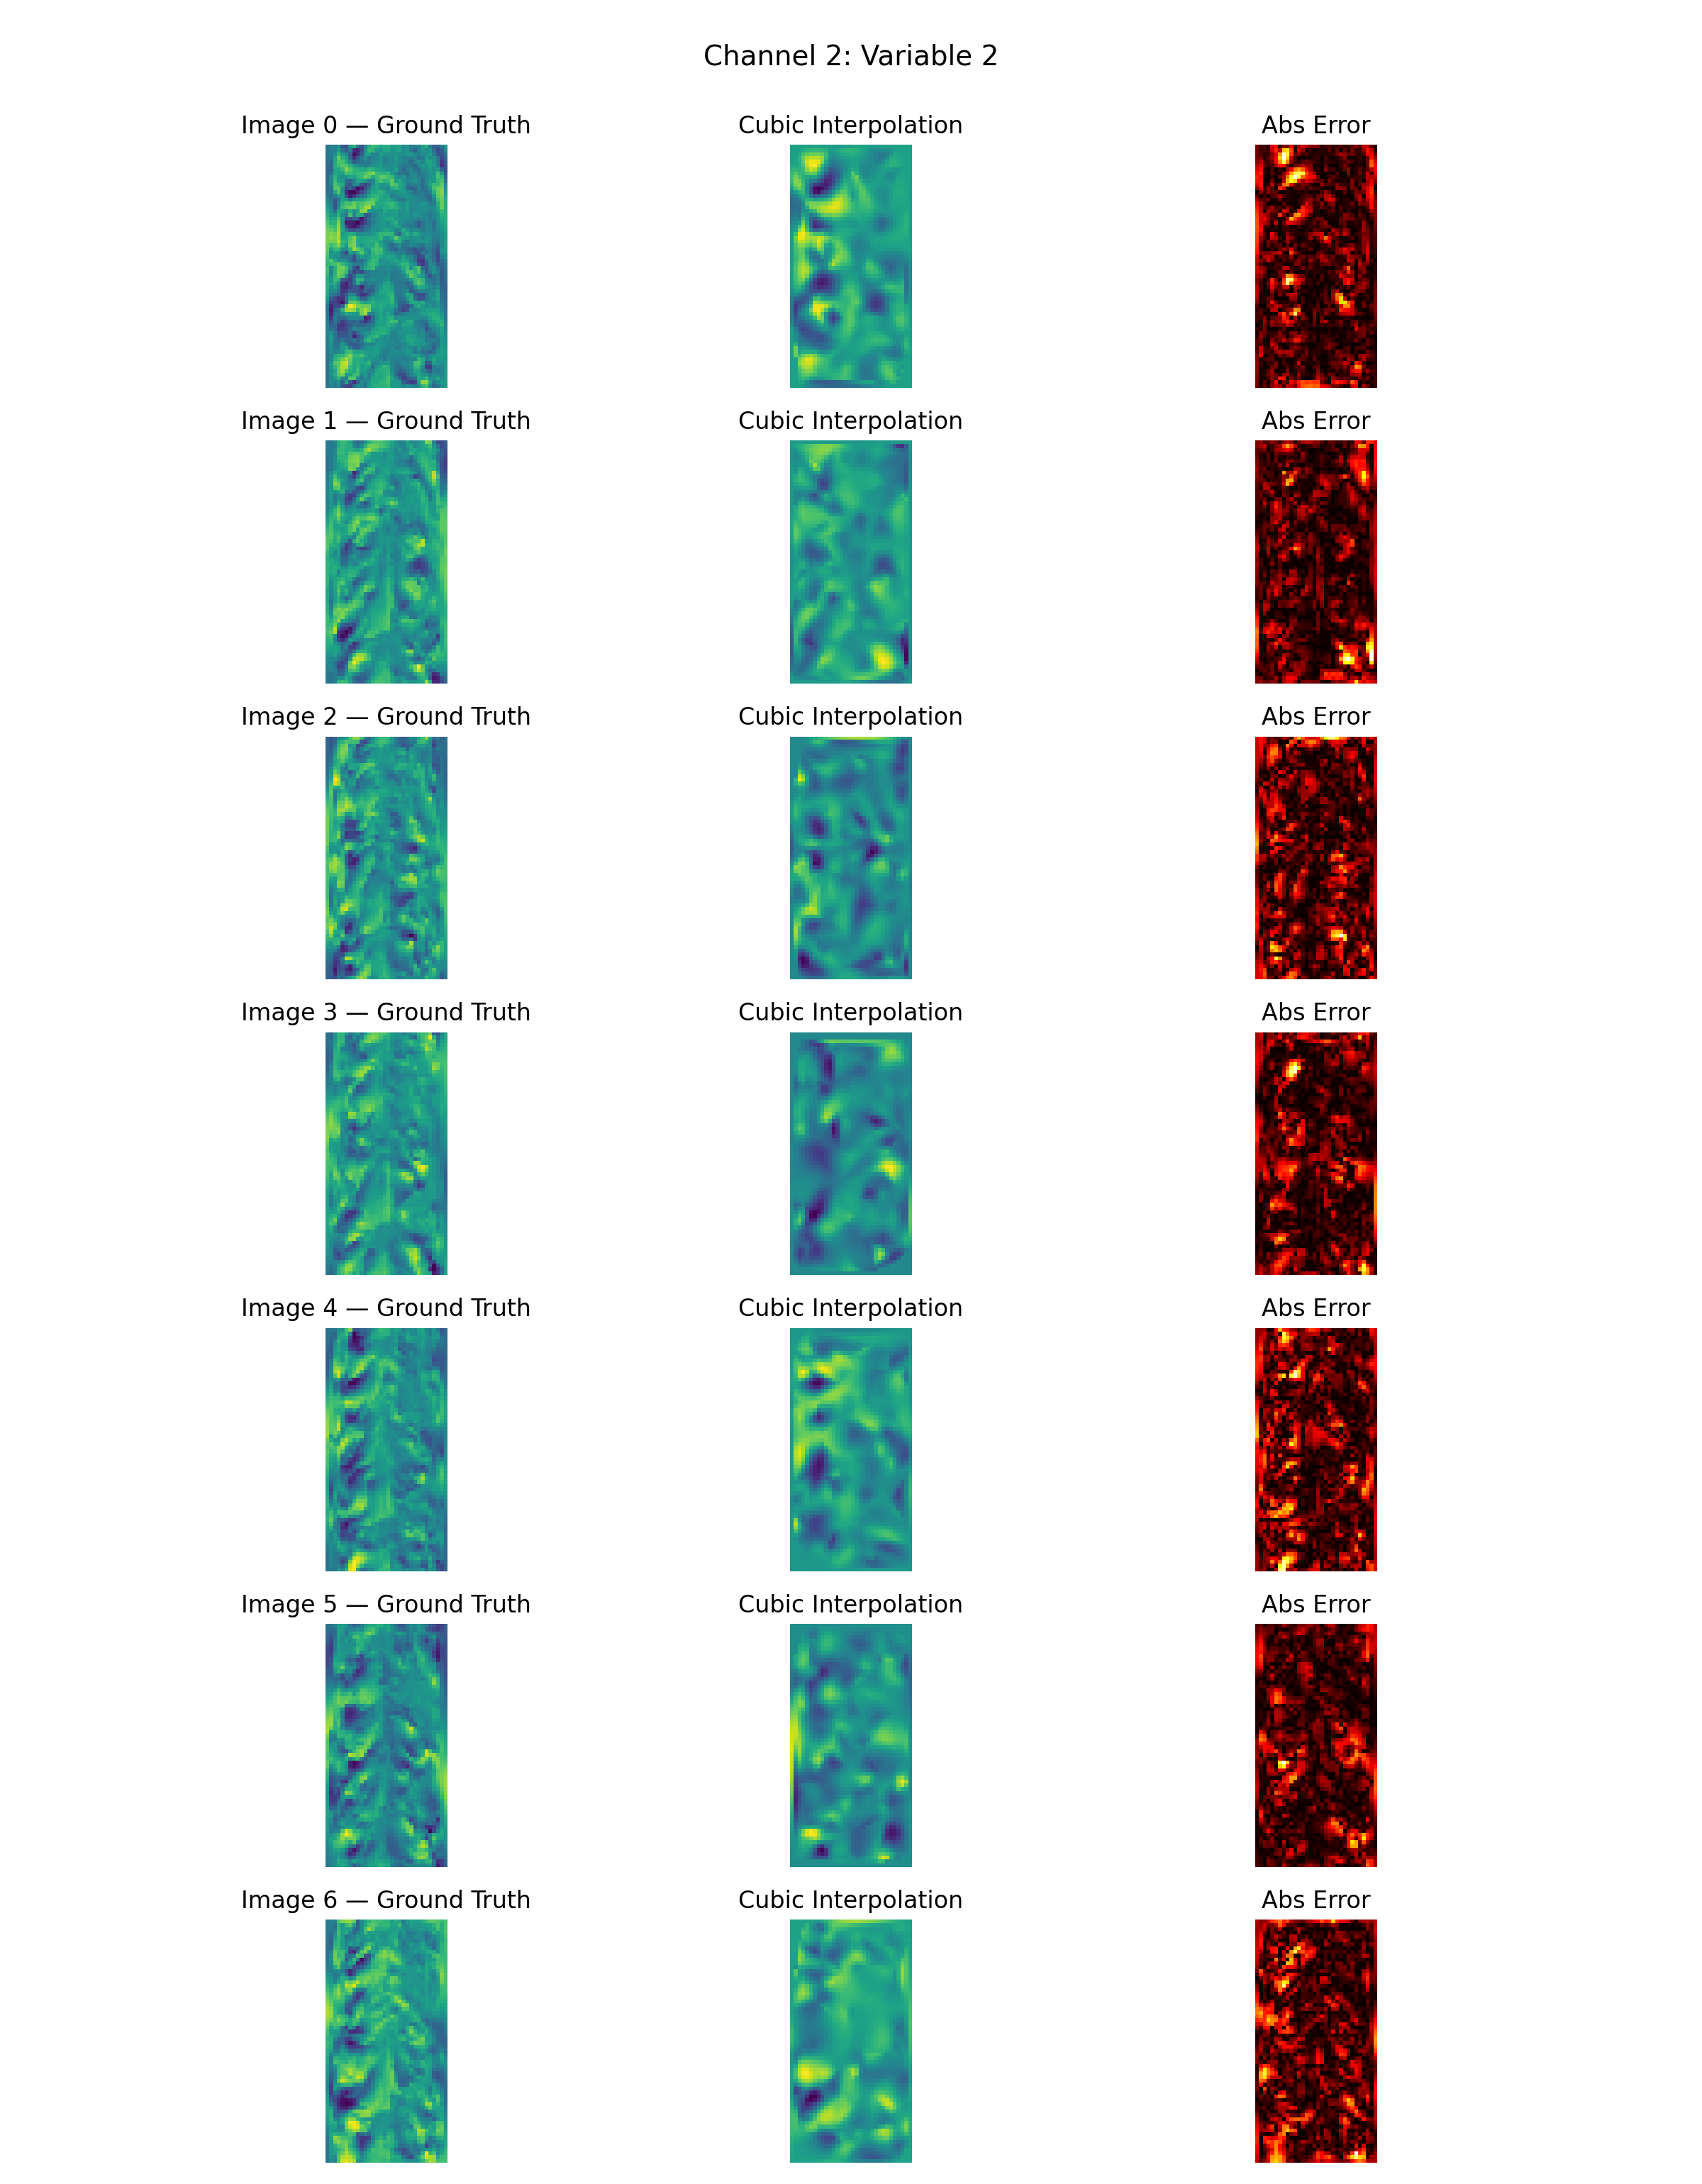 Channel 2: Variable 2
Image 0 — Ground Truth
Cubic Interpolation
Abs Error
Image 1 — Ground Truth
Cubic Interpolation
Abs Error
Image 2 — Ground Truth
Cubic Interpolation
Abs Error
Image 3 — Ground Truth
Cubic Interpolation
Abs Error
Image 4 — Ground Truth
Cubic Interpolation
Abs Error
Image 5 — Ground Truth
Cubic Interpolation
Abs Error
Image 6 — Ground Truth
Cubic Interpolation
Abs Error